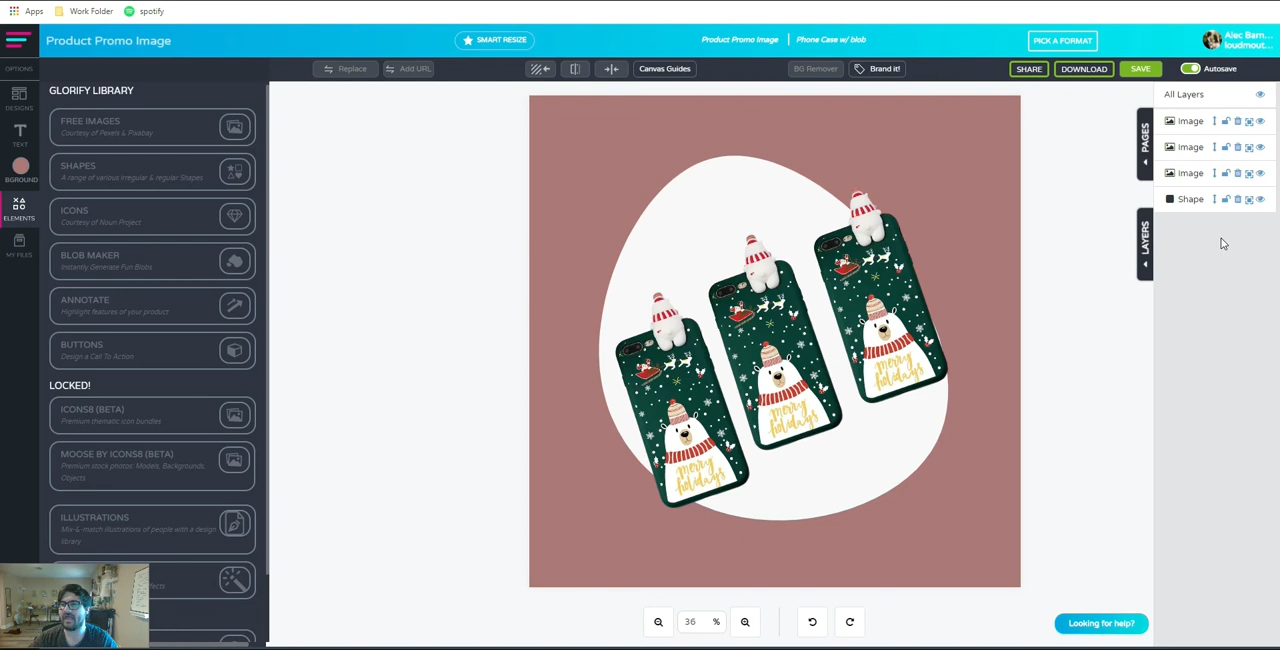 Apps Work Folder spotify
Product Promo Image
SMART RESIZE
Product Promo Image | Phone Case w/ blob
PICK A FORMAT
Alec Barn...
loudmout...
OPTIONS
Replace
Add URL
Canvas Guides
BG Remover
Brand it!
SHARE
DOWNLOAD
SAVE
Autosave
DESIGNS
TEXT
BGROUND
ELEMENTS
MY FILES
GLORIFY LIBRARY
FREE IMAGES
Courtesy of Pexels & Pixabay
SHAPES
A range of various irregular & regular Shapes
ICONS
Courtesy of Noun Project
BLOB MAKER
Instantly Generate Fun Blobs
ANNOTATE
Highlight features of your product
BUTTONS
Design a Call To Action
LOCKED!
ICONS8 (BETA)
Premium thematic icon bundles
MOOSE BY ICONS8 (BETA)
Premium stock photos: Models, Backgrounds,
Objects
ILLUSTRATIONS
Mix-&-match illustrations of people with a design
library
merry
holidays
merry
holidays
merry
holidays
PAGES
LAYERS
All Layers
Image
Image
Image
Shape
36 %
Looking for help?